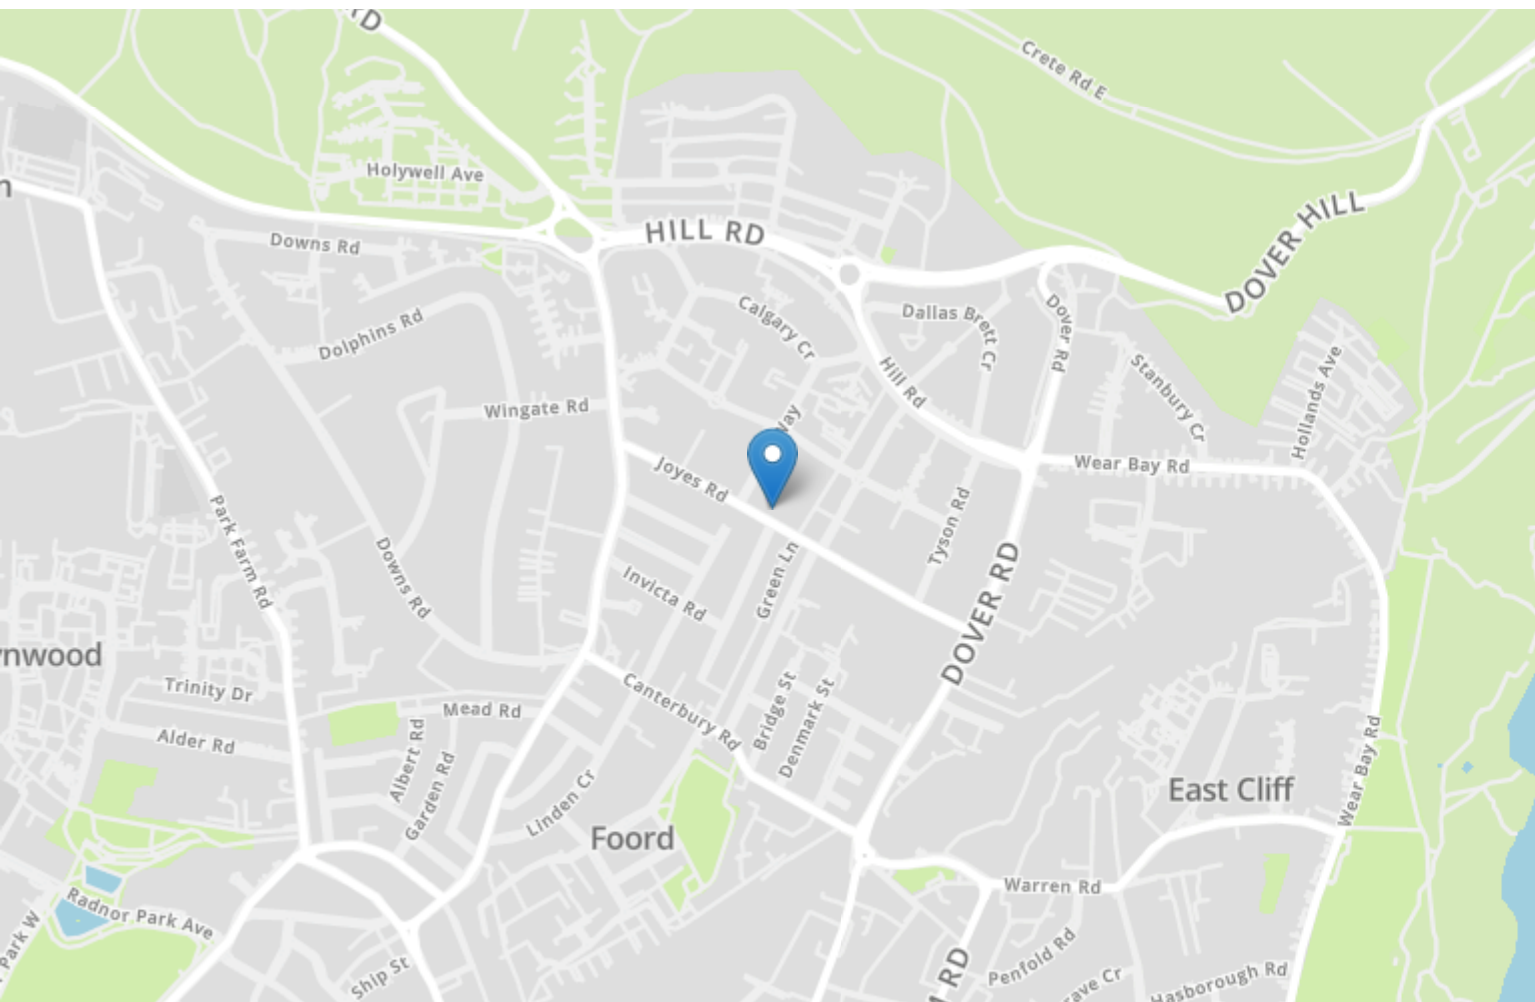 Crete Rd E
Holywell Ave
HILL RD
DOVER HILL
Downs Rd
Dolphins Rd
Calgary Cr
Dallas Brett Cr
Dover Rd
Stanbury Cr
Hollands Ave
Hill Rd
Wingate Rd
Way
Joyes Rd
Wear Bay Rd
Tyson Rd
Park Farm Rd
Downs Rd
Invicta Rd
Green Ln
DOVER RD
Trinity Dr
Canterbury Rd
Mead Rd
Bridge St
Denmark St
Alder Rd
Albert Rd
Garden Rd
Linden Cr
Foord
East Cliff
Wear Bay Rd
Radnor Park Ave
Warren Rd
Park W
Ship St
Penfold Rd
Hasborough Rd
RD